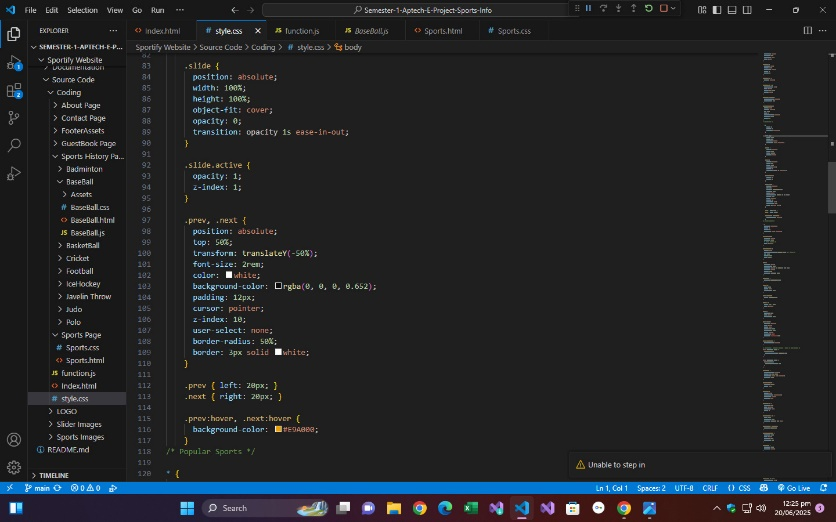 File Edit Selection View Go Run ··· Semester-1-Aptech-E-Project-Sports-Info
EXPLORER
SEMESTER-1-APTECH-E-P...
Sportify Website
Documentation
Source Code
Coding
About Page
Contact Page
FooterAssets
GuestBook Page
Sports History Pa...
Badminton
BaseBall
Assets
# BaseBall.css
<> BaseBall.html
JS BaseBall.js
BasketBall
Cricket
Football
IceHockey
Javelin Throw
Judo
Polo
Sports Page
# Sports.css
<> Sports.html
JS function.js
<> Index.html
# style.css
LOGO
Slider Images
Sports Images
README.md
TIMELINE
<> Index.html # style.css JS function.js JS BaseBall.js <> Sports.html # Sports.css
Sportify Website > Source Code > Coding > # style.css > body
82
83 .slide {
84 position: absolute;
85 width: 100%;
86 height: 100%;
87 object-fit: cover;
88 opacity: 0;
89 transition: opacity 1s ease-in-out;
90 }
91
92 .slide.active {
93 opacity: 1;
94 z-index: 1;
95 }
96
97 .prev, .next {
98 position: absolute;
99 top: 50%;
100 transform: translateY(-50%);
101 font-size: 2rem;
102 color: white;
103 background-color: rgba(0, 0, 0, 0.652);
104 padding: 12px;
105 cursor: pointer;
106 z-index: 10;
107 user-select: none;
108 border-radius: 50%;
109 border: 3px solid white;
110 }
111
112 .prev { left: 20px; }
113 .next { right: 20px; }
114
115 .prev:hover, .next:hover {
116 background-color: #E9A000;
117 }
118 /* Popular Sports */
119
120 * {
Unable to step in
main 0 0 Ln 1, Col 1 Spaces: 2 UTF-8 CRLF {} CSS Go Live
Search
12:25 pm
20/06/2025